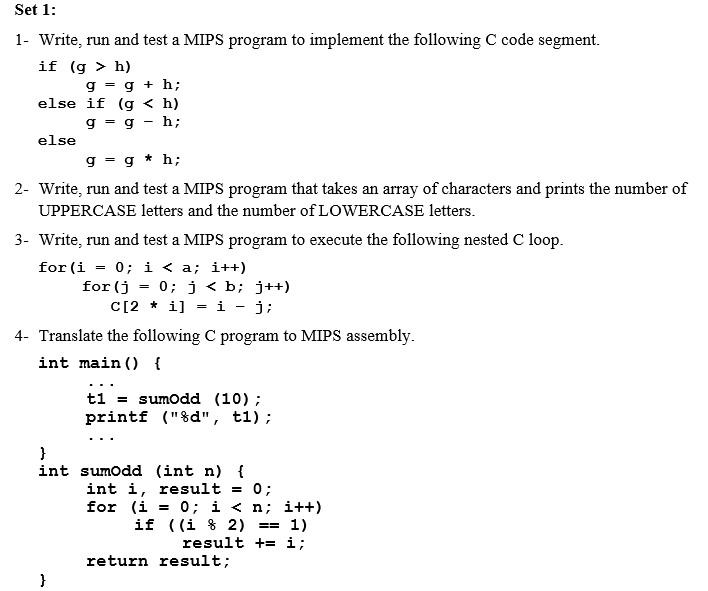 Set 1:
1- Write, run and test a MIPS program to implement the following C code segment.
if (g > h)
g = g + h;
else if (g < h)
g = g - h;
else
g = g * h;
2- Write, run and test a MIPS program that takes an array of characters and prints the number of
UPPERCASE letters and the number of LOWERCASE letters.
3- Write, run and test a MIPS program to execute the following nested C loop.
for(i = 0; i < a; i++)
for(j = 0; j < b; j++)
C[2 * i] = i - j;
4- Translate the following C program to MIPS assembly.
int main() {
...
t1 = sumOdd (10);
printf ("%d", t1);
...
}
int sumOdd (int n) {
int i, result = 0;
for (i = 0; i < n; i++)
if ((i % 2) == 1)
result += i;
return result;
}